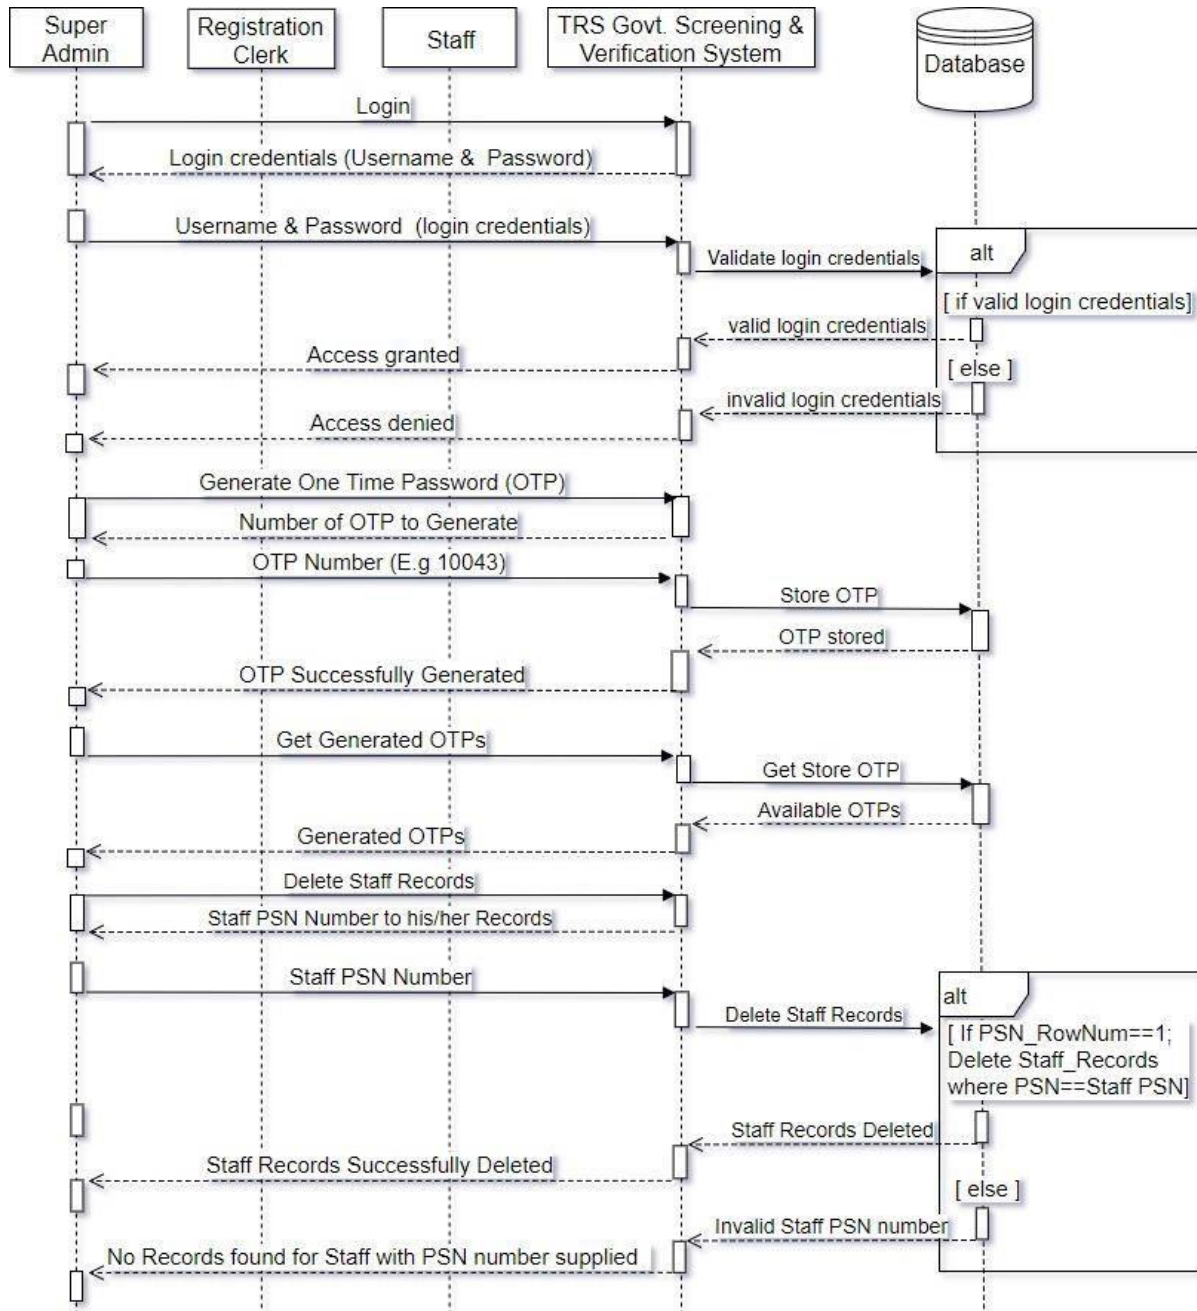 Super
Admin
Registration
Clerk
Staff
TRS Govt. Screening &
Verification System
Database
Login
Login credentials (Username &  Password)
Username & Password  (login credentials)
Validate login credentials
alt
[ if valid login credentials]
valid login credentials
Access granted
[ else ]
invalid login credentials
Access denied
Generate One Time Password (OTP)
Number of OTP to Generate
OTP Number (E.g 10043)
Store OTP
OTP stored
OTP Successfully Generated
Get Generated OTPs
Get Store OTP
Available OTPs
Generated OTPs
Delete Staff Records
Staff PSN Number to his/her Records
Staff PSN Number
alt
Delete Staff Records
[ If PSN_RowNum==1;
Delete Staff_Records
where PSN==Staff PSN]
Staff Records Deleted
Staff Records Successfully Deleted
[ else ]
Invalid Staff PSN number
No Records found for Staff with PSN number supplied